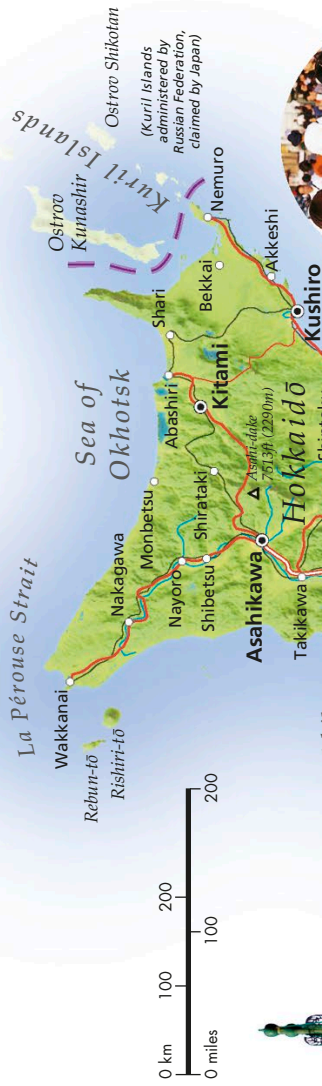 La Pérouse Strait
Wakkanai
Rebun-tō
Rishiri-tō
Nakagawa
Monbetsu
Nayoro
Shibetsu
Shirataki
Asahikawa
Takikawa
Asahi-dake
7513ft (2290m)
Hokkaidō
Sea of
Okhotsk
Abashiri
Kitami
Shari
Bekkai
Nemuro
Akkeshi
Kushiro
Ostrov
Kunashir
Kuril Islands
Ostrov Shikotan
(Kuril Islands
administered by
Russian Federation,
claimed by Japan)
0 km
100
200
0 miles
100
200